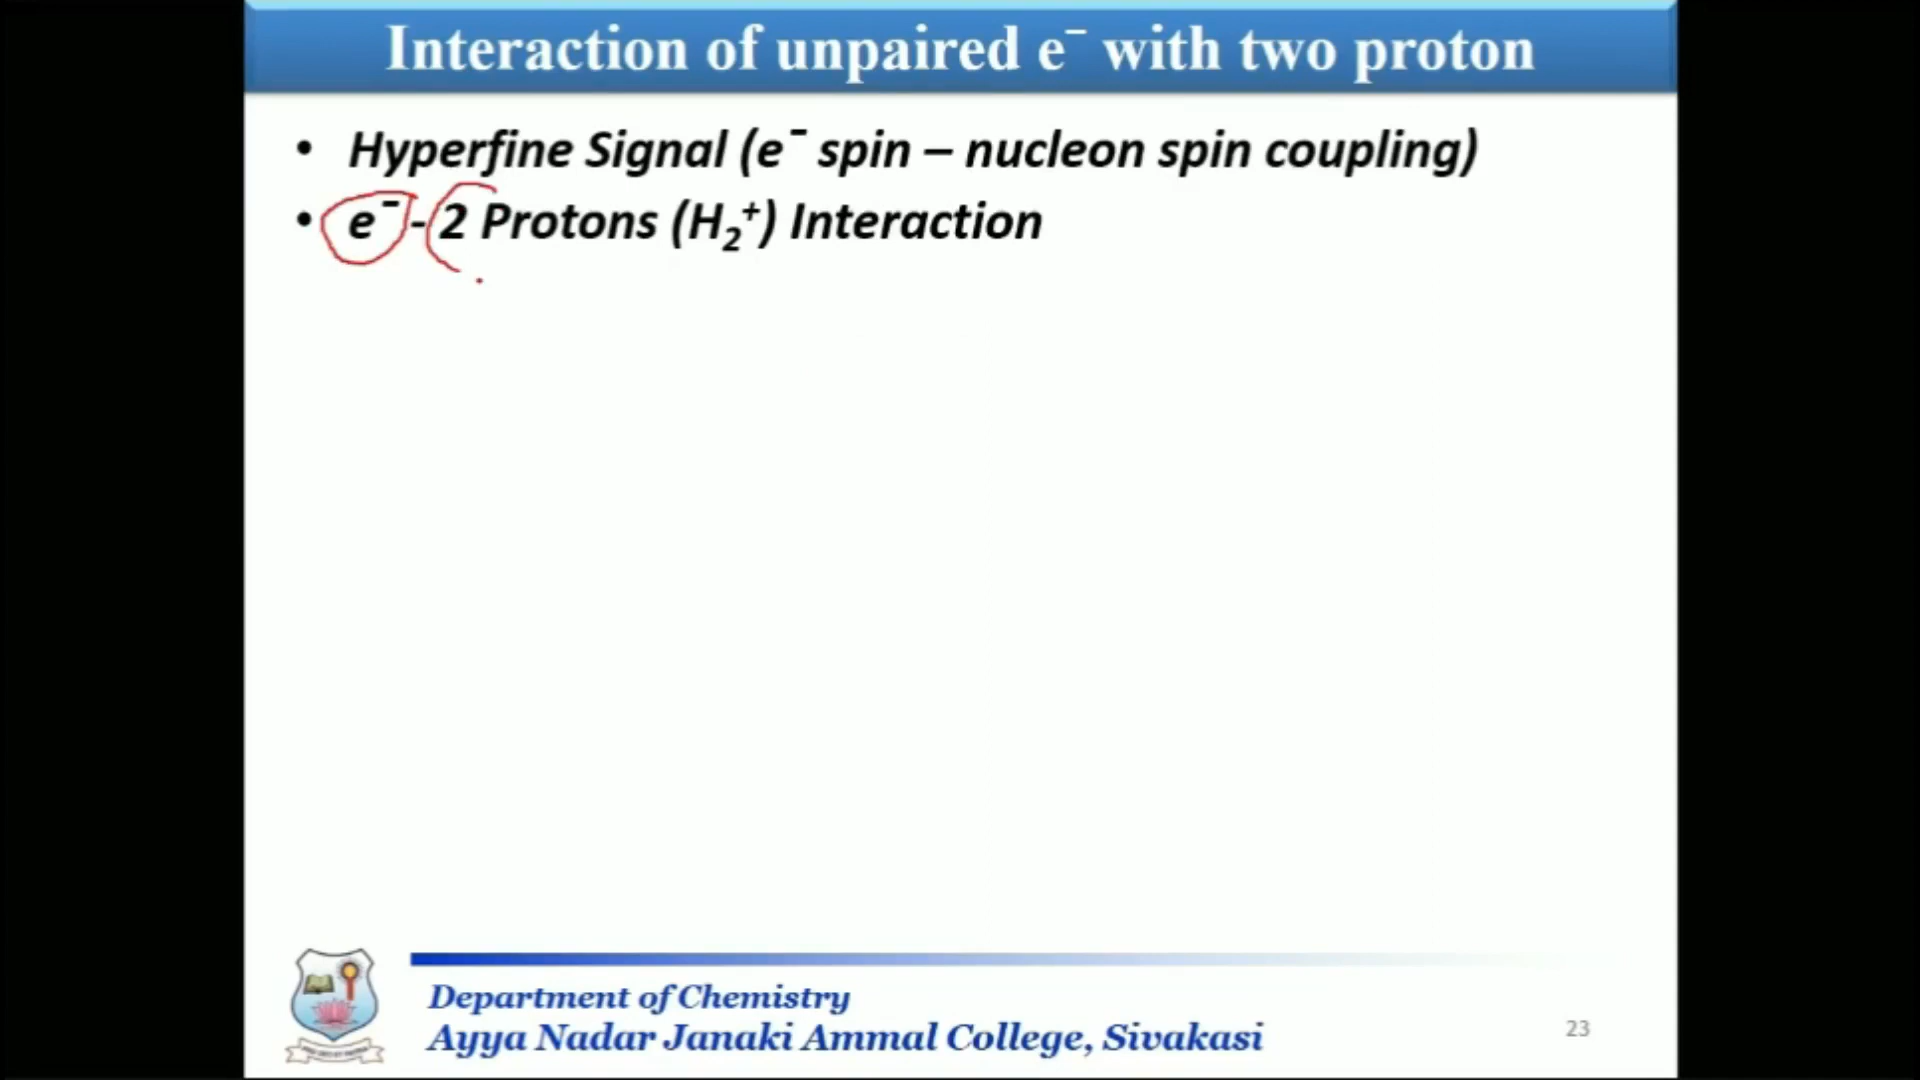 Interaction of unpaired e⁻ with two proton
• Hyperfine Signal (e⁻ spin – nucleon spin coupling)
• e⁻ - 2 Protons (H₂⁺) Interaction
Department of Chemistry
Ayya Nadar Janaki Ammal College, Sivakasi
23